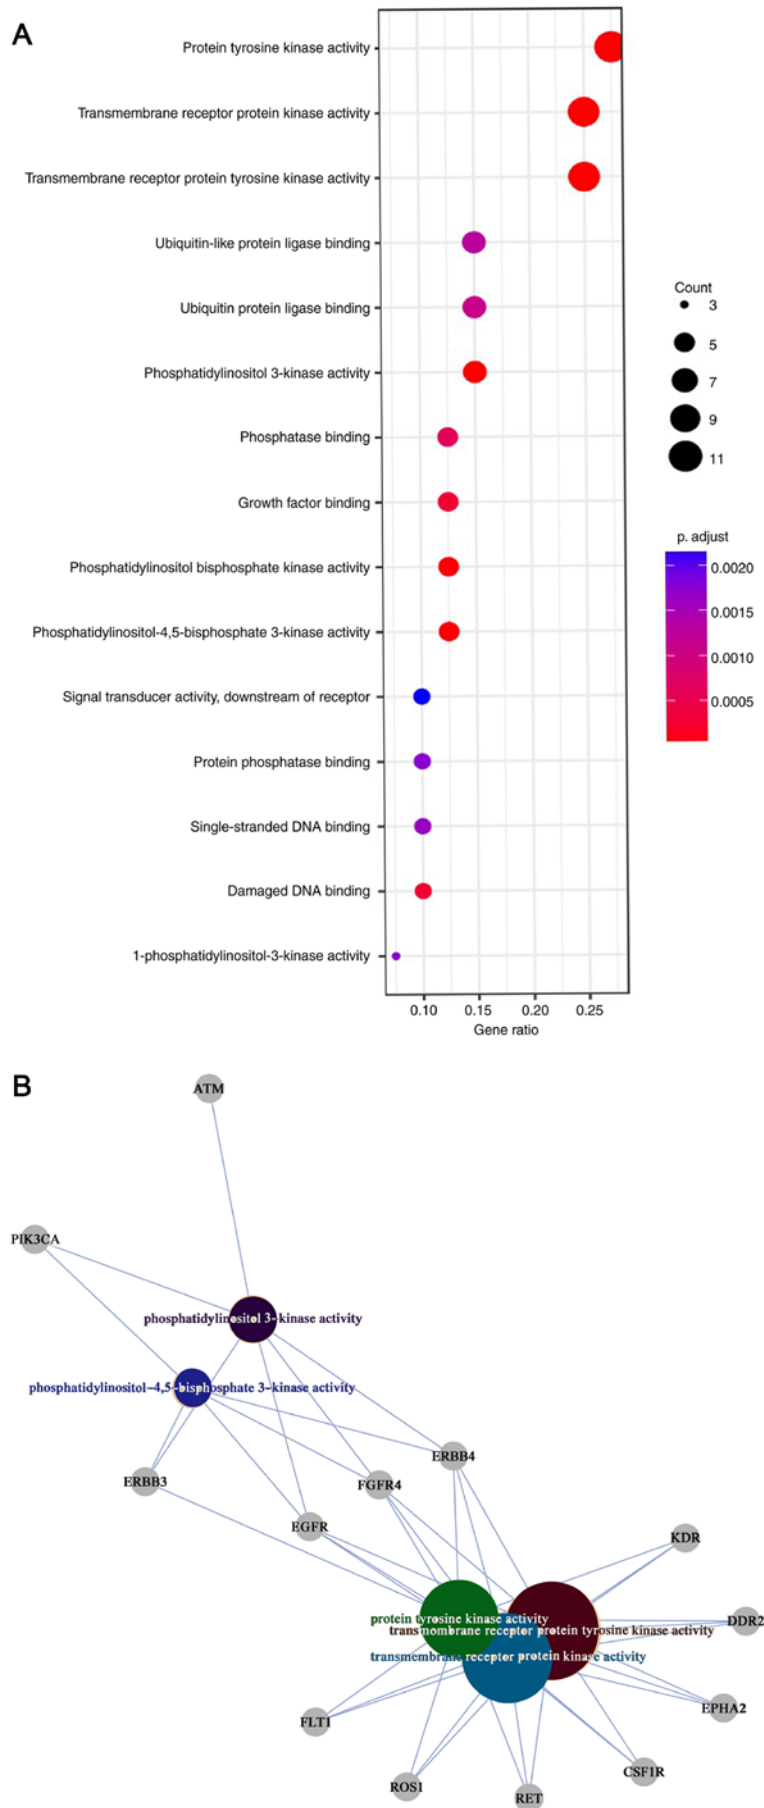 A
Protein tyrosine kinase activity
Transmembrane receptor protein kinase activity
Transmembrane receptor protein tyrosine kinase activity
Ubiquitin-like protein ligase binding
Ubiquitin protein ligase binding
Phosphatidylinositol 3-kinase activity
Phosphatase binding
Growth factor binding
Phosphatidylinositol bisphosphate kinase activity
Phosphatidylinositol-4,5-bisphosphate 3-kinase activity
Signal transducer activity, downstream of receptor
Protein phosphatase binding
Single-stranded DNA binding
Damaged DNA binding
1-phosphatidylinositol-3-kinase activity
0.10 0.15 0.20 0.25
Gene ratio
Count
3
5
7
9
11
p. adjust
0.0020
0.0015
0.0010
0.0005
B
ATM
PIK3CA
phosphatidylinositol 3-kinase activity
phosphatidylinositol-4,5-bisphosphate 3-kinase activity
ERBB4
ERBB3
FGFR4
EGFR
KDR
protein tyrosine kinase activity
DDR2
transmembrane receptor protein tyrosine kinase activity
transmembrane receptor protein kinase activity
EPHA2
FLT1
CSF1R
ROS1
RET